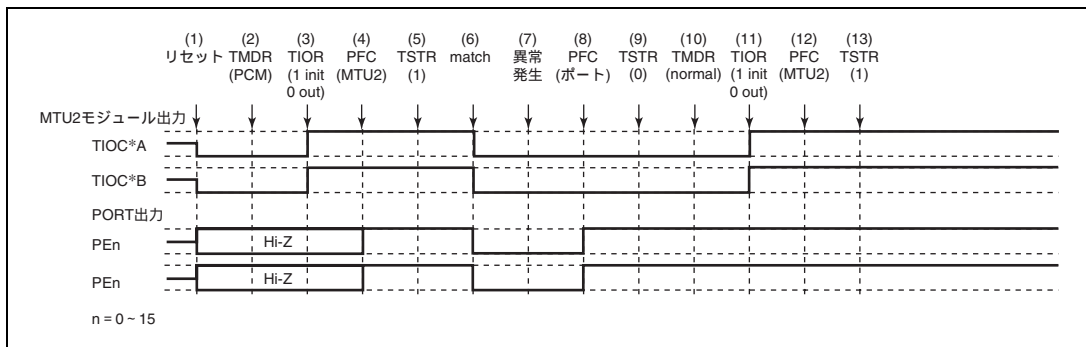 (1) (2) (3) (4) (5) (6) (7) (8) (9) (10) (11) (12) (13)
リセット TMDR TIOR PFC TSTR match 異常 PFC TSTR TMDR TIOR PFC TSTR
(PCM) (1 init (MTU2) (1) 発生 (ポート) (0) (normal) (1 init (MTU2) (1)
0 out) 0 out)
MTU2モジュール出力
TIOC*A
TIOC*B
PORT出力
PEn Hi-Z
PEn Hi-Z
n = 0 ~ 15